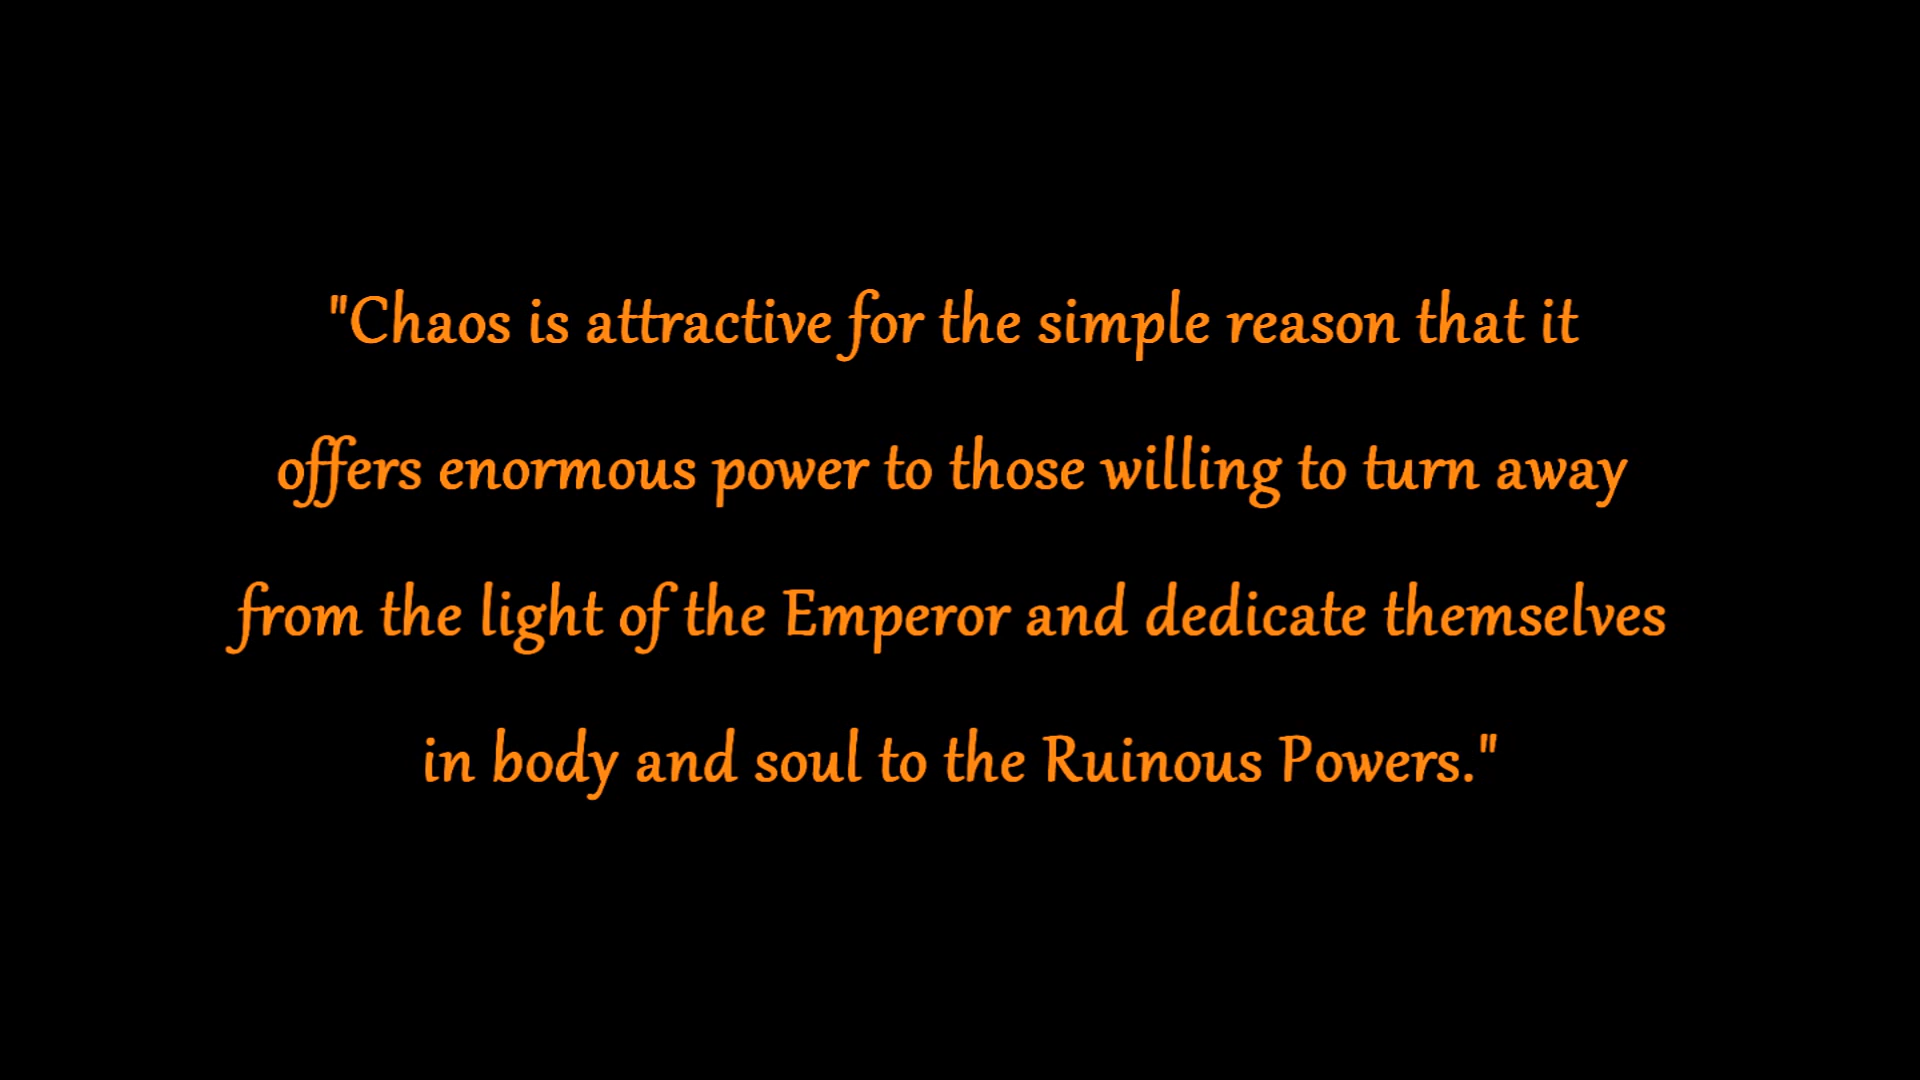 "Chaos is attractive for the simple reason that it
offers enormous power to those willing to turn away
from the light of the Emperor and dedicate themselves
in body and soul to the Ruinous Powers."